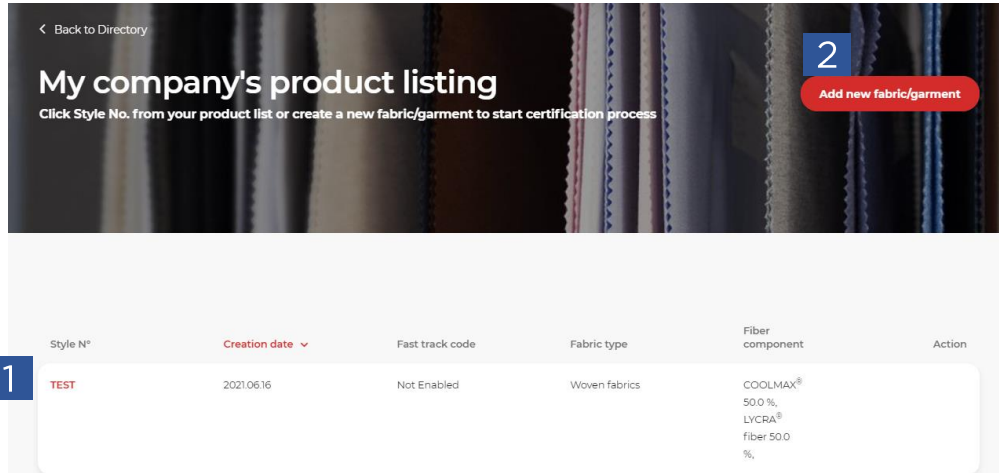 Back to Directory
2
My company's product listing
Add new fabric/garment
Click Style No. from your product list or create a new fabric/garment to start certification process
Style N° Creation date Fast track code Fabric type Fiber component Action
1
TEST 2021.06.16 Not Enabled Woven fabrics COOLMAX®
50.0 %,
LYCRA®
fiber 50.0
%,